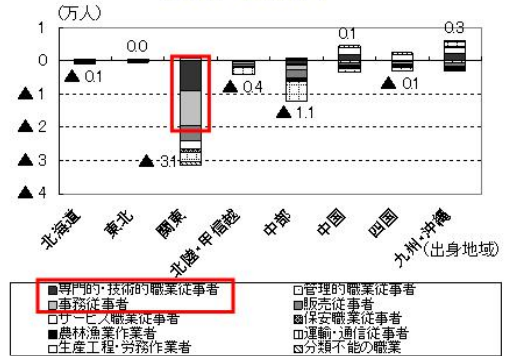 (万人)
1
0
▲ 1
▲ 2
▲ 3
▲ 4
▲ 0.1
0.0
▲ 3.1
▲ 0.4
▲ 1.1
0.1
▲ 0.1
0.3
北海道
東北
関東
北陸・甲信越
中部
中国
四国
九州・沖縄
(出身地域)
■専門的・技術的職業従事者 管理的職業従事者
事務従事者 販売従事者
サービス職業従事者 保安職業従事者
■農林漁業作業者 運輸・通信従事者
生産工程・労務作業者 分類不能の職業